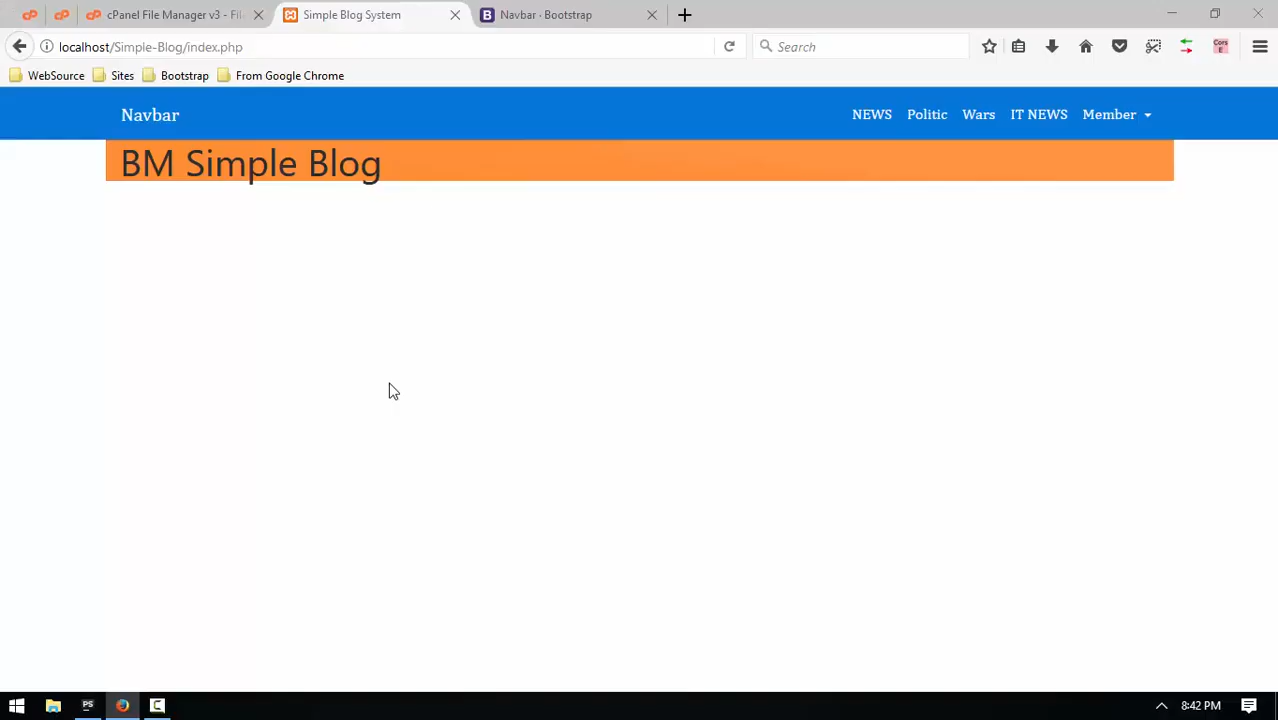 cPanel File Manager v3 - Fil
Simple Blog System
Navbar · Bootstrap
localhost/Simple-Blog/index.php
Search
Cors E
WebSource
Sites
Bootstrap
From Google Chrome
Navbar
NEWS
Politic
Wars
IT NEWS
Member
BM Simple Blog
8:42 PM